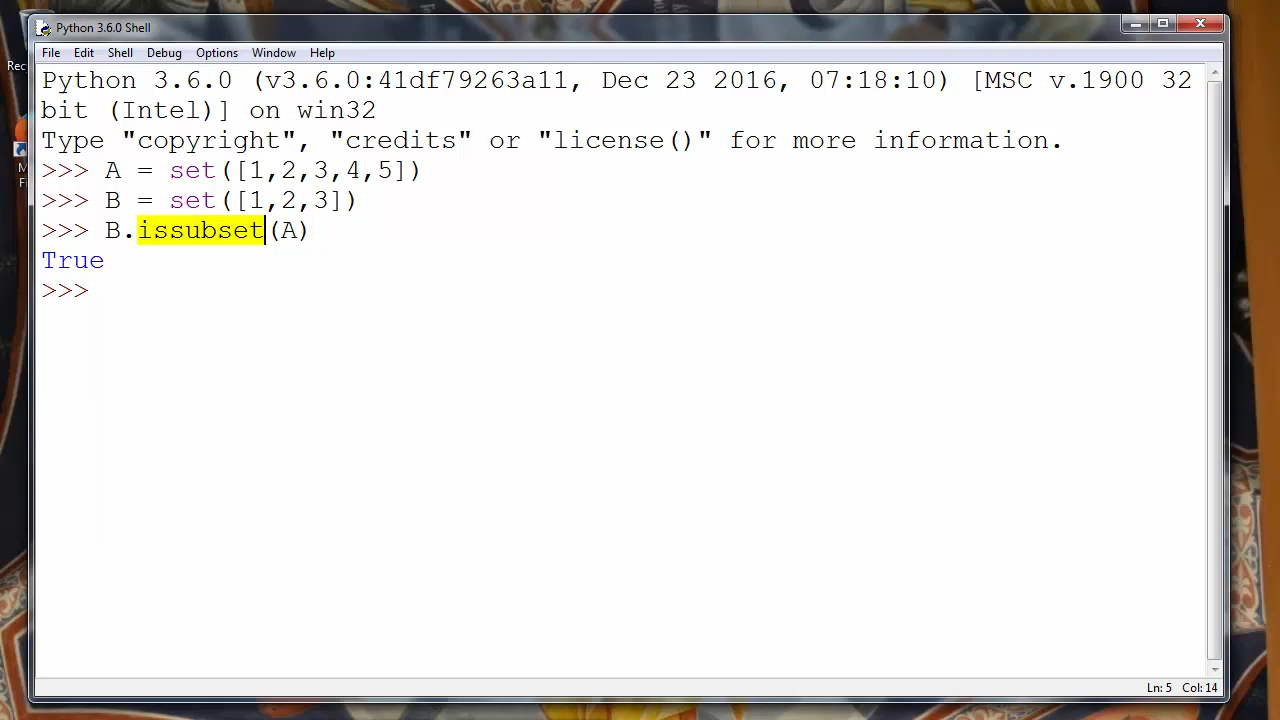 Rec
M
Fi
Python 3.6.0 Shell
File Edit Shell Debug Options Window Help
Python 3.6.0 (v3.6.0:41df79263a11, Dec 23 2016, 07:18:10) [MSC v.1900 32
bit (Intel)] on win32
Type "copyright", "credits" or "license()" for more information.
>>> A = set([1,2,3,4,5])
>>> B = set([1,2,3])
>>> B.issubset(A)
True
>>>
Ln: 5 Col: 14